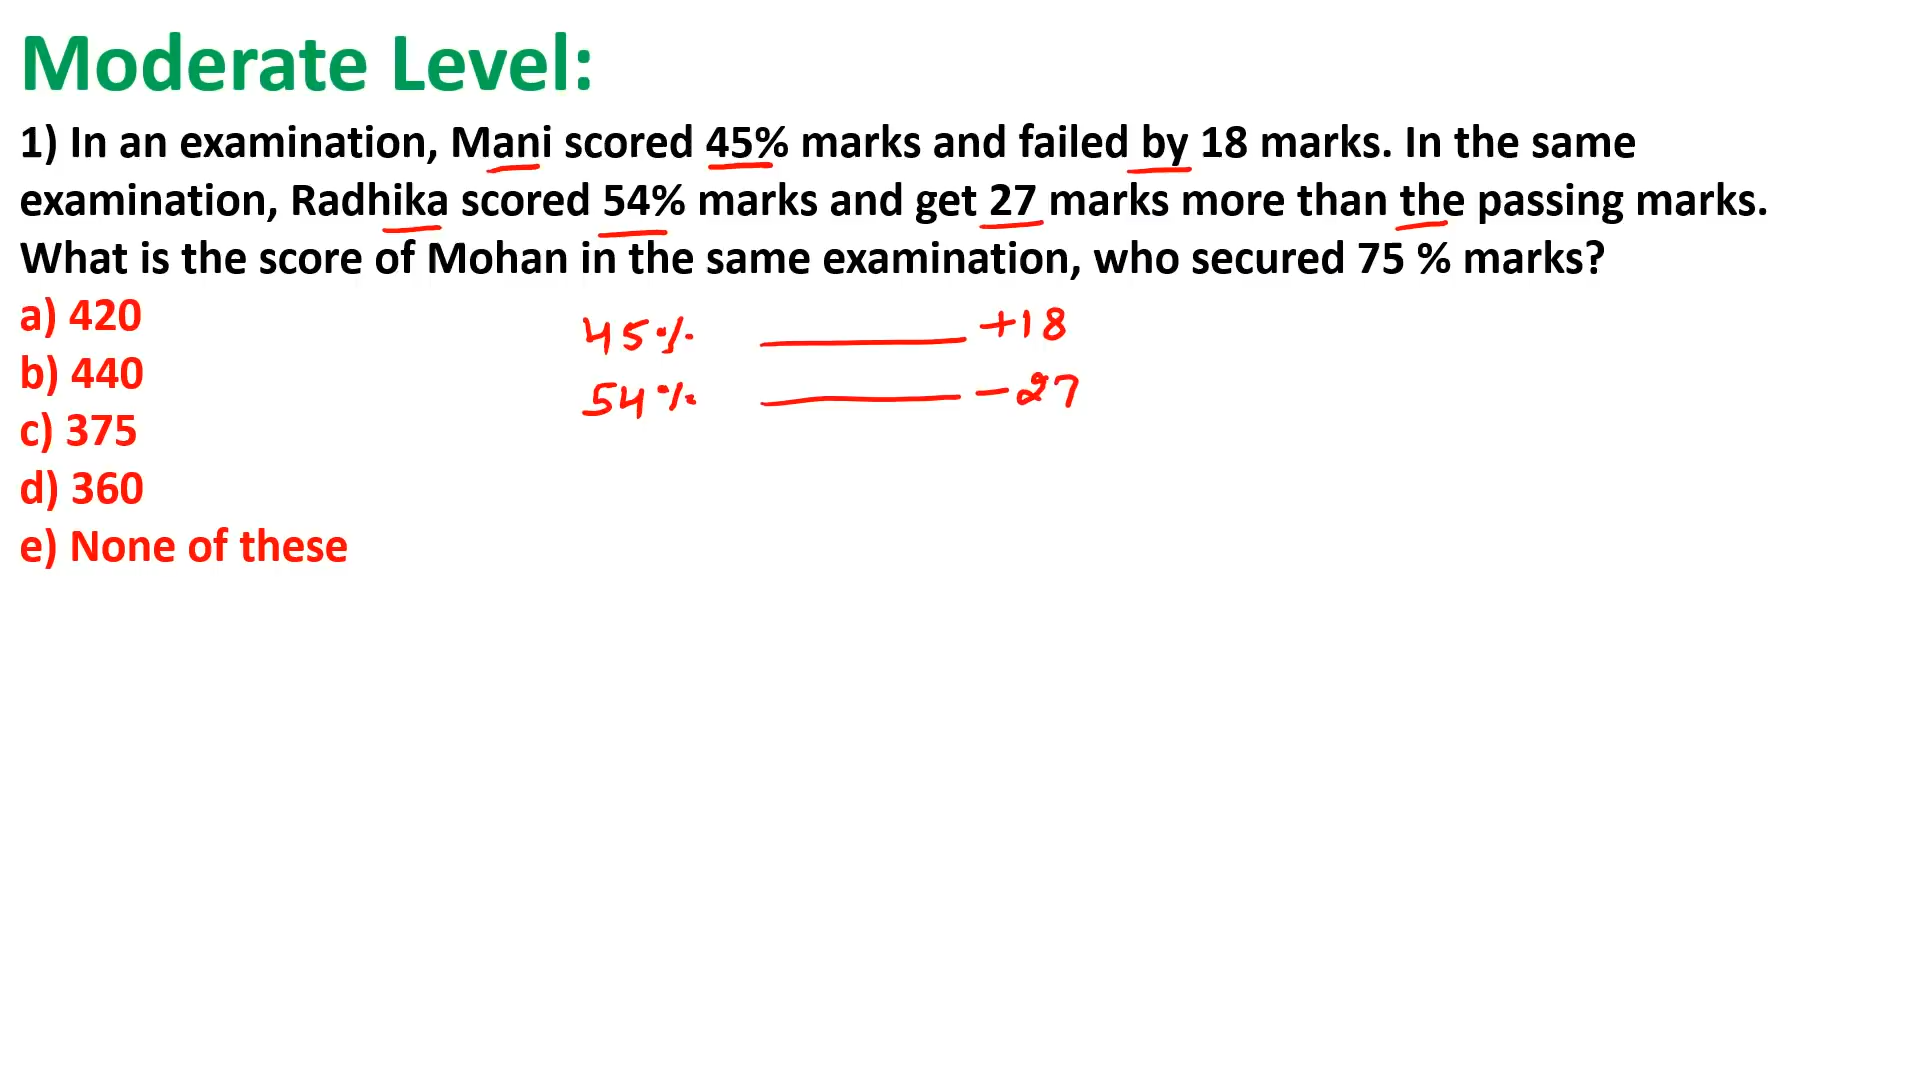 Moderate Level:
1) In an examination, Mani scored 45% marks and failed by 18 marks. In the same
examination, Radhika scored 54% marks and get 27 marks more than the passing marks.
What is the score of Mohan in the same examination, who secured 75 % marks?
a) 420
b) 440
c) 375
d) 360
e) None of these
45% +18
54% -27